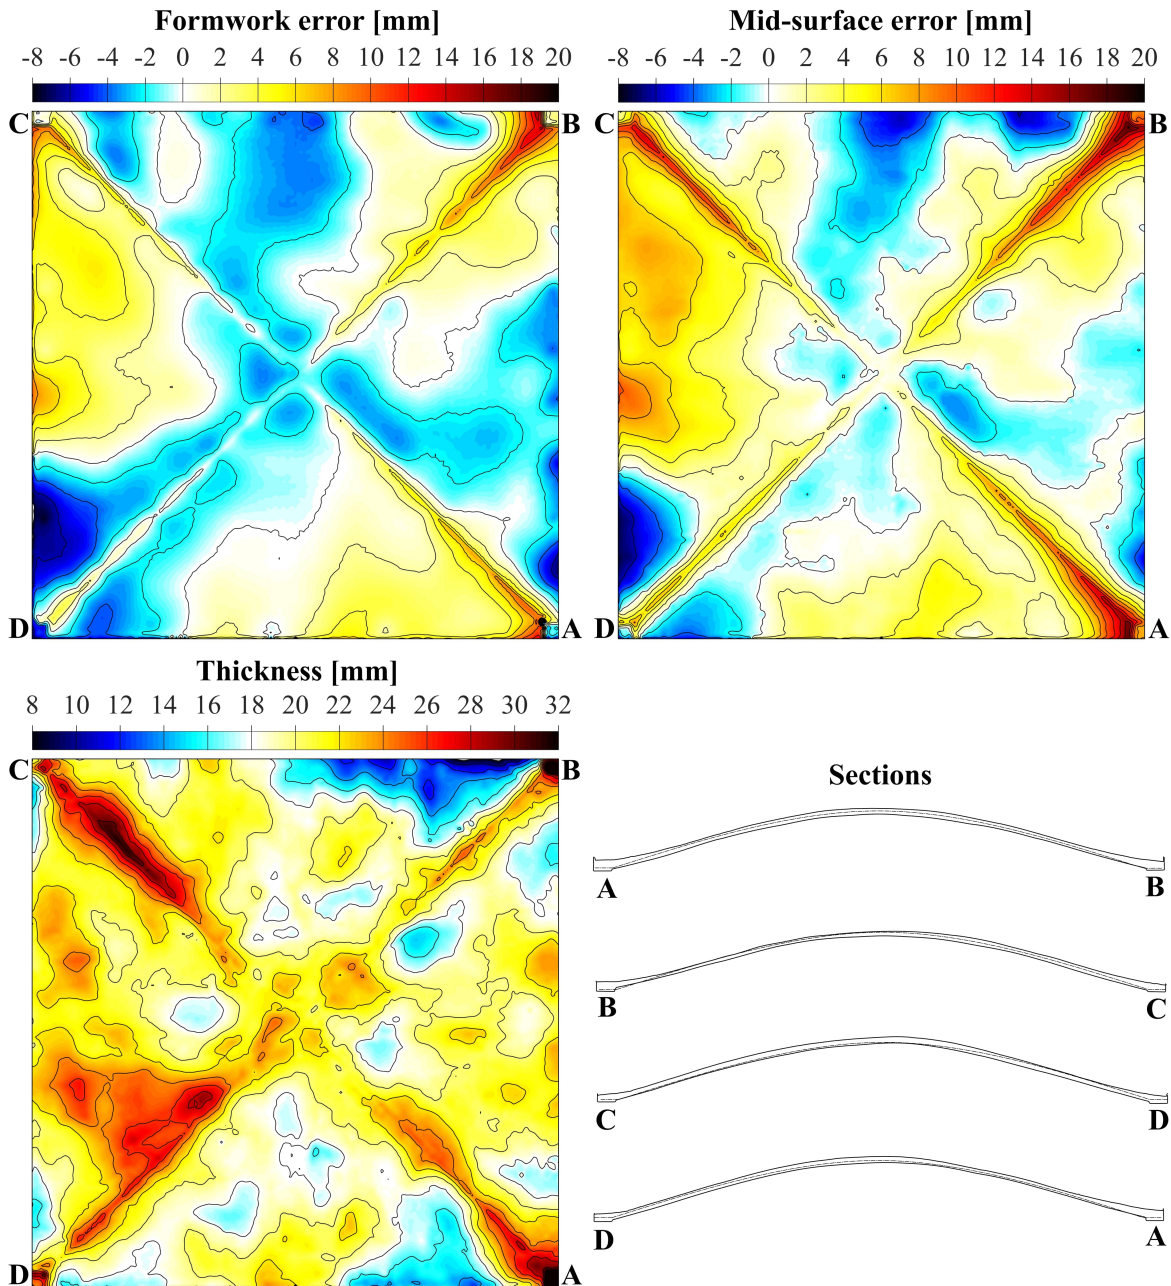 Formwork error [mm]
-8 -6 -4 -2 0 2 4 6 8 10 12 14 16 18 20
C B
D A
Mid-surface error [mm]
-8 -6 -4 -2 0 2 4 6 8 10 12 14 16 18 20
C B
D A
Thickness [mm]
8 10 12 14 16 18 20 22 24 26 28 30 32
C B
D A
Sections
A B
B C
C D
D A